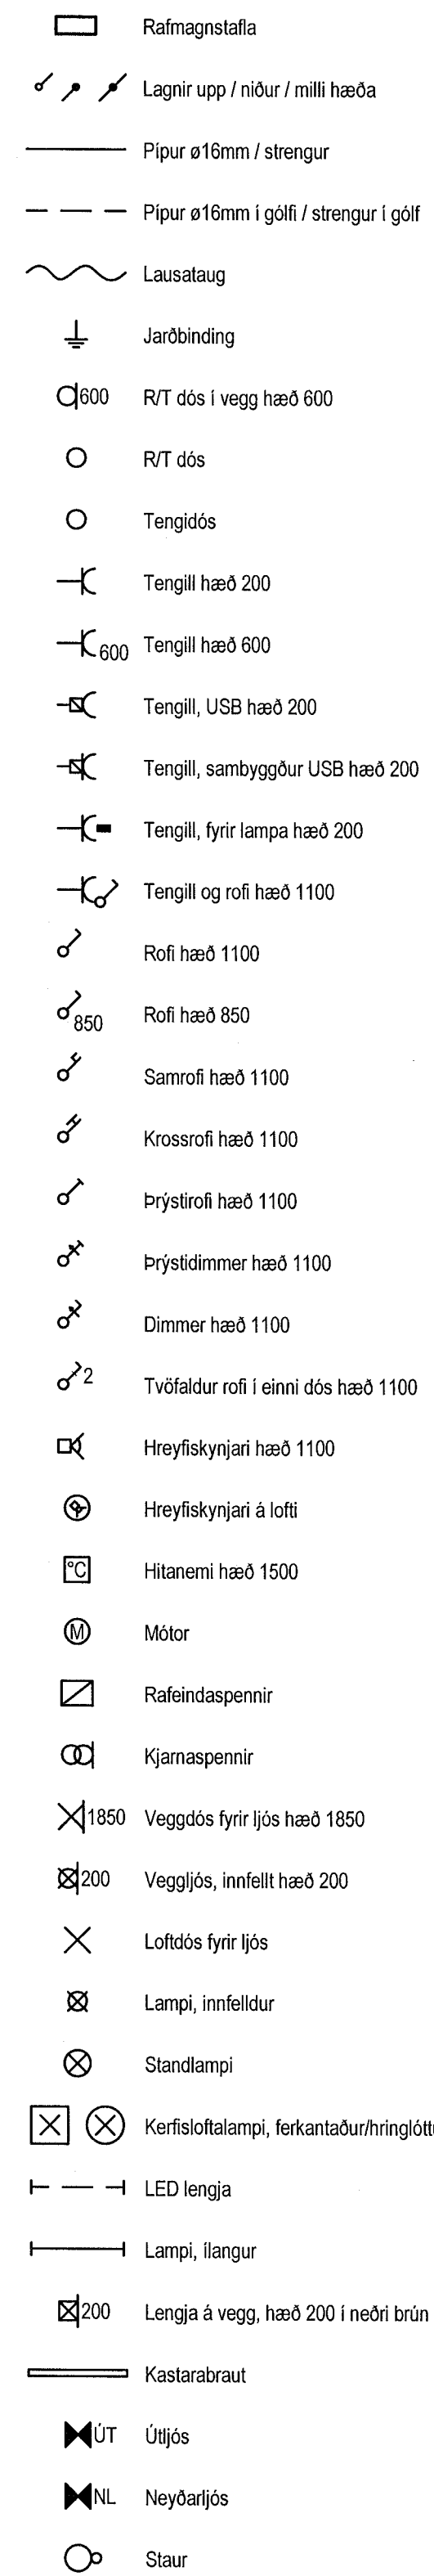 Rafmagnstafla
Lagnir upp / niður / milli hæða
Pípur ø16mm / strengur
Pípur ø16mm í gólfi / strengur í gólf
Lausataug
Jarðbinding
600 R/T dós í vegg hæð 600
R/T dós
Tengidós
Tengill hæð 200
600 Tengill hæð 600
Tengill, USB hæð 200
Tengill, sambyggður USB hæð 200
Tengill, fyrir lampa hæð 200
Tengill og rofi hæð 1100
Rofi hæð 1100
850 Rofi hæð 850
Samrofi hæð 1100
Krossrofi hæð 1100
Þrýstirofi hæð 1100
Þrýstidimmer hæð 1100
Dimmer hæð 1100
2 Tvöfaldur rofi í einni dós hæð 1100
Hreyfiskynjari hæð 1100
Hreyfiskynjari á lofti
°C Hitanemi hæð 1500
M Mótor
Rafeindaspennir
Kjarnaspennir
1850 Veggdós fyrir ljós hæð 1850
200 Veggljós, innfellt hæð 200
Loftdós fyrir ljós
Lampi, innfelldur
Standlampi
Kerfisloftalampi, ferkantaður/hringlótt
LED lengja
Lampi, ílangur
200 Lengja á vegg, hæð 200 í neðri brún
Kastarabraut
ÚT Útljós
NL Neyðarljós
Staur